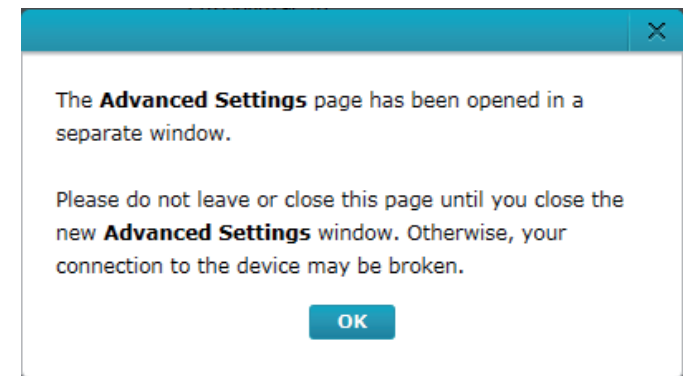 The Advanced Settings page has been opened in a
separate window.
Please do not leave or close this page until you close the
new Advanced Settings window. Otherwise, your
connection to the device may be broken.
OK